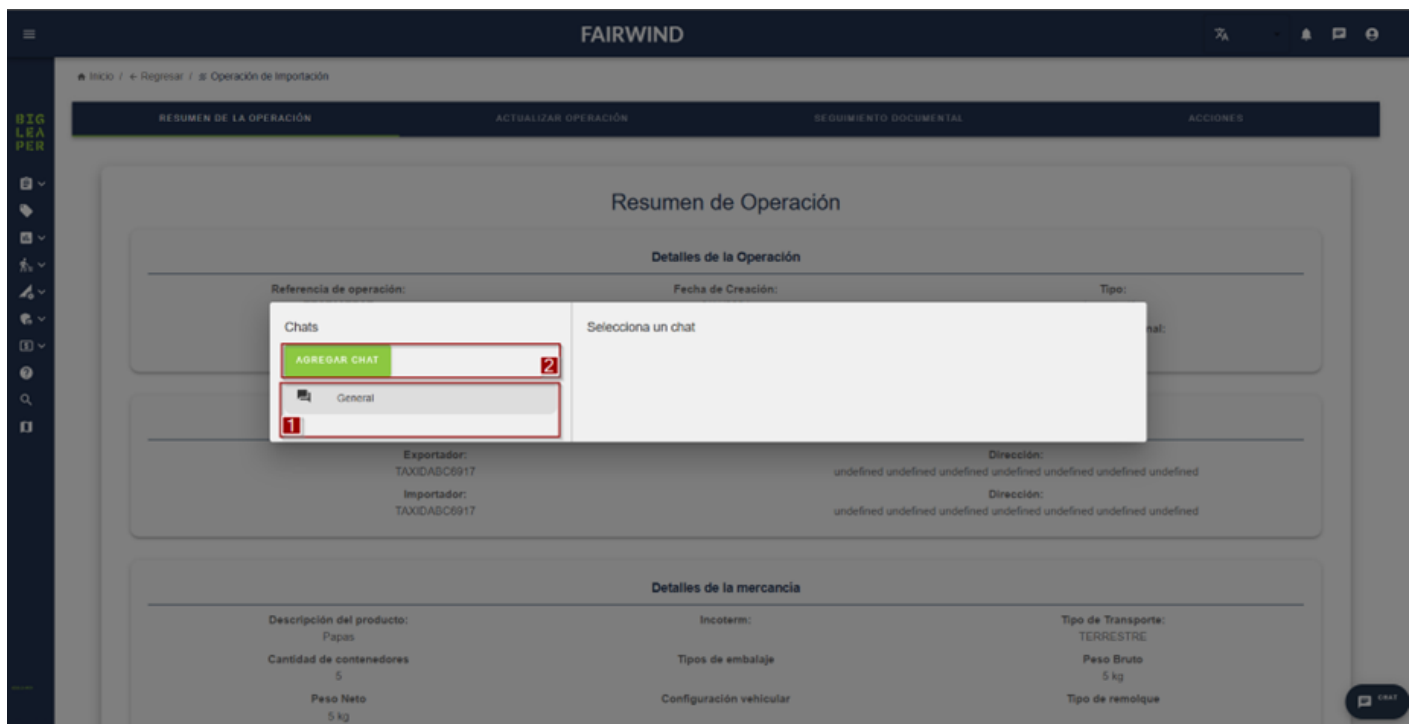 FAIRWIND
Inicio / ← Regresar / Operación de Importación
BIG
LEA
PER
RESUMEN DE LA OPERACIÓN
ACTUALIZAR OPERACIÓN
SEGUIMIENTO DOCUMENTAL
ACCIONES
Resumen de Operación
Detalles de la Operación
Referencia de operación:
Fecha de Creación:
Tipo:
nal:
Chats
Selecciona un chat
AGREGAR CHAT
2
General
1
Exportador:
Dirección:
TAXIDABC6917
undefined undefined undefined undefined undefined undefined undefined
Importador:
Dirección:
TAXIDABC6917
undefined undefined undefined undefined undefined undefined undefined
Detalles de la mercancia
Descripción del producto:
Incoterm:
Tipo de Transporte:
Papas
TERRESTRE
Cantidad de contenedores
Tipos de embalaje
Peso Bruto
5
5 kg
Peso Neto
Configuración vehicular
Tipo de remolque
5 kg
CHAT